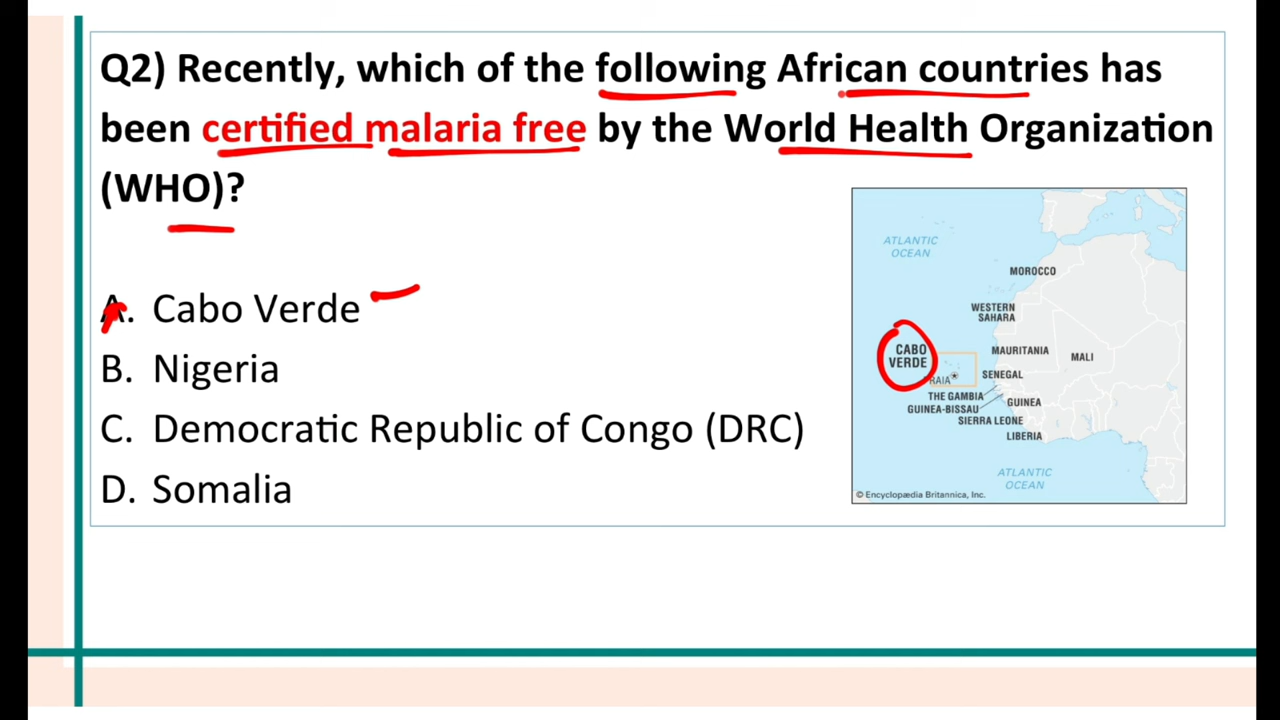 Q2) Recently, which of the following African countries has
been certified malaria free by the World Health Organization
(WHO)?
A. Cabo Verde
B. Nigeria
C. Democratic Republic of Congo (DRC)
D. Somalia
ATLANTIC
OCEAN
MOROCCO
WESTERN
SAHARA
CABO
VERDE
MAURITANIA
MALI
RAIA
SENEGAL
THE GAMBIA
GUINEA-BISSAU
GUINEA
SIERRA LEONE
LIBERIA
ATLANTIC
OCEAN
© Encyclopædia Britannica, Inc.